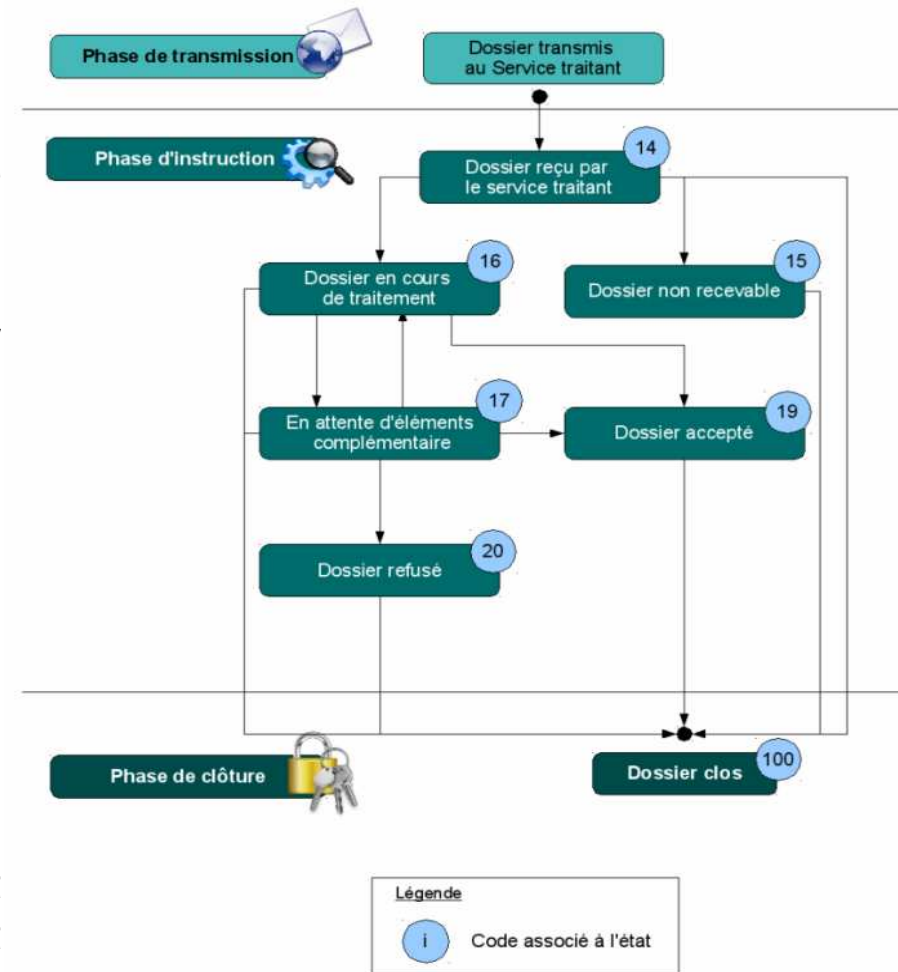 Phase de transmission
Dossier transmis
au Service traitant
Phase d'instruction
14
Dossier reçu par
le service traitant
16
Dossier en cours
de traitement
15
Dossier non recevable
17
En attente d'éléments
complémentaire
19
Dossier accepté
20
Dossier refusé
Phase de clôture
100
Dossier clos
Légende
i
Code associé à l'état